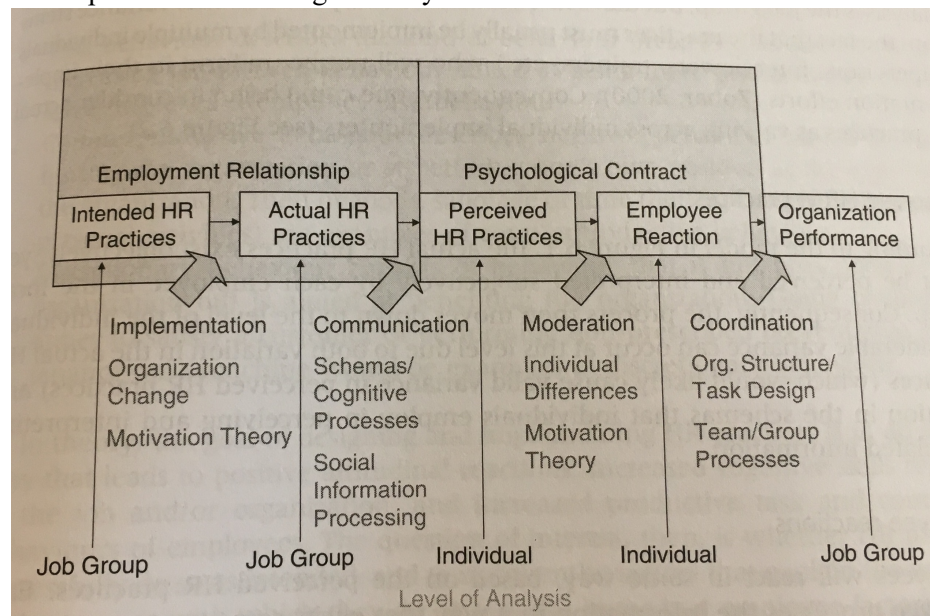 Employment Relationship
Psychological Contract
Intended HR
Practices
Actual HR
Practices
Perceived
HR Practices
Employee
Reaction
Organization
Performance
Implementation
Organization
Change
Motivation Theory
Communication
Schemas/
Cognitive
Processes
Social
Information
Processing
Moderation
Individual
Differences
Motivation
Theory
Coordination
Org. Structure/
Task Design
Team/Group
Processes
Job Group
Job Group
Individual
Individual
Job Group
Level of Analysis